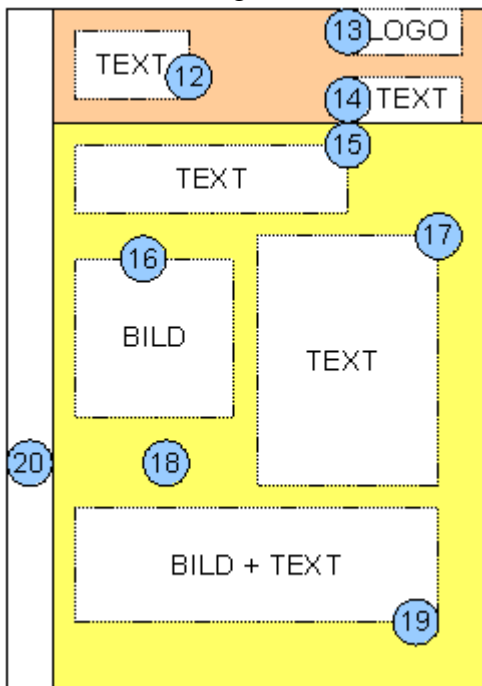 13 LOGO
TEXT 12
14 TEXT
15
TEXT
17
16
BILD
TEXT
20 18
BILD + TEXT
19